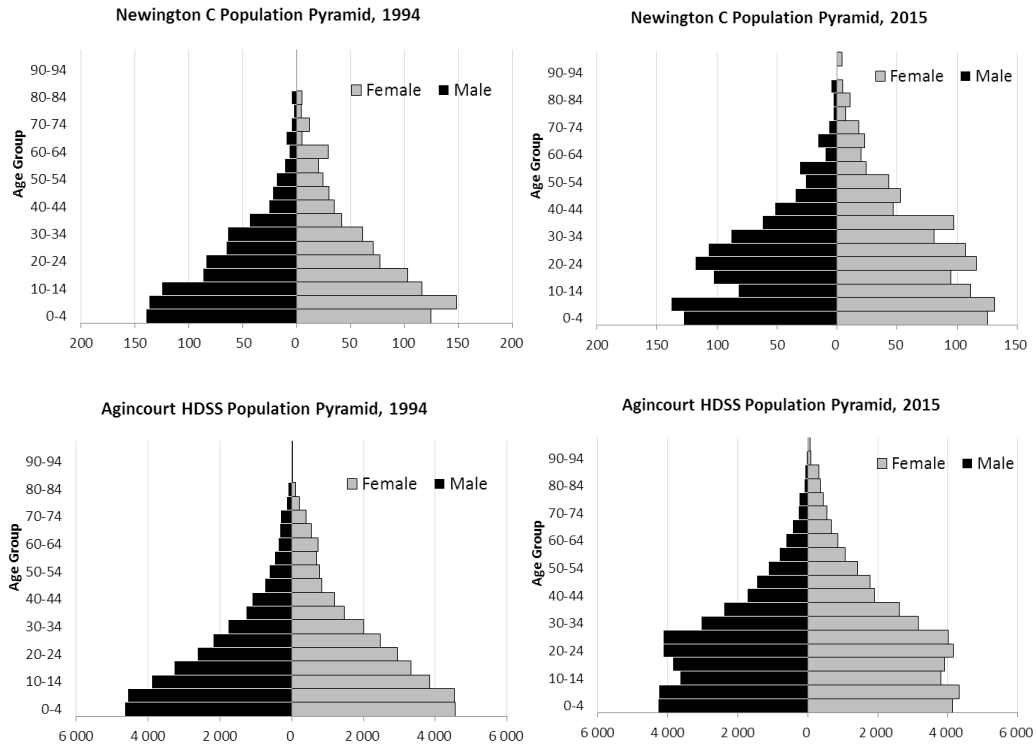 Newington C Population Pyramid, 1994
90-94
80-84
70-74
60-64
50-54
40-44
30-34
20-24
10-14
0-4
Age Group
Female Male
200 150 100 50 0 50 100 150 200
Newington C Population Pyramid, 2015
90-94
80-84
70-74
60-64
50-54
40-44
30-34
20-24
10-14
0-4
Age Group
Female Male
150 100 50 0 50 100 150
Agincourt HDSS Population Pyramid, 1994
90-94
80-84
70-74
60-64
50-54
40-44
30-34
20-24
10-14
0-4
Age Group
Female Male
6 000 4 000 2 000 0 2 000 4 000 6 000
Agincourt HDSS Population Pyramid, 2015
90-94
80-84
70-74
60-64
50-54
40-44
30-34
20-24
10-14
0-4
Age Group
Female Male
6 000 4 000 2 000 0 2 000 4 000 6 000